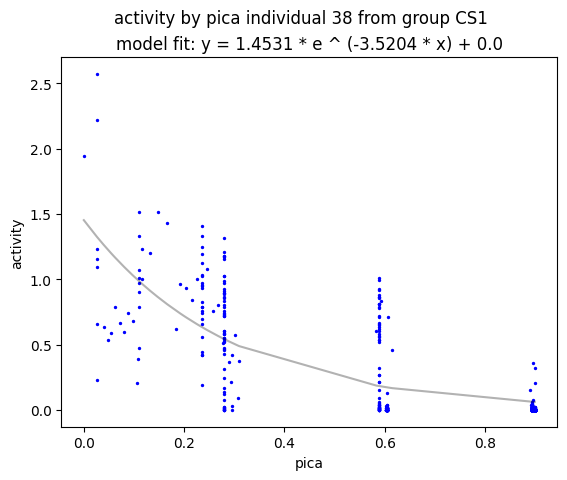 activity by pica individual 38 from group CS1
model fit: y = 1.4531 * e ^ (-3.5204 * x) + 0.0
2.5
2.0
1.5
1.0
0.5
0.0
activity
0.0 0.2 0.4 0.6 0.8
pica